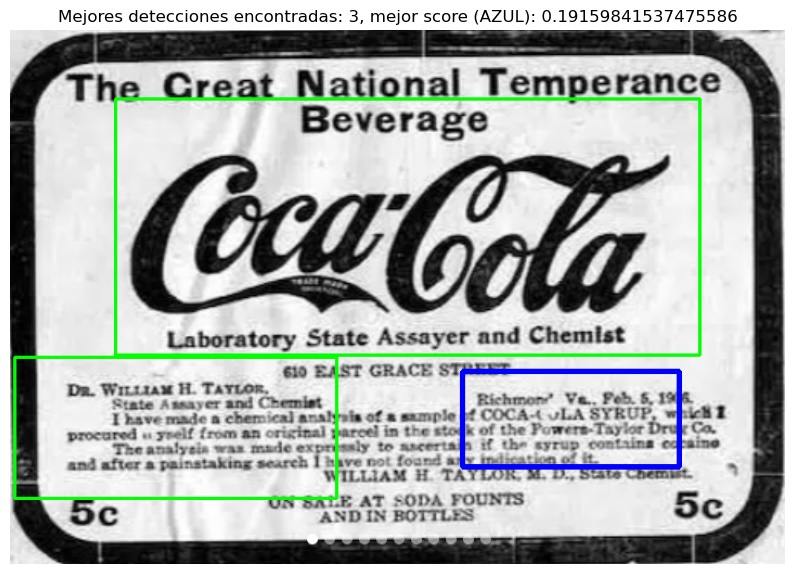 Mejores detecciones encontradas: 3, mejor score (AZUL): 0.19159841537475586
The Great National Temperance
Beverage
Coca-Cola
TRADE MARK
Laboratory State Assayer and Chemist
610 EAST GRACE STREET
DR. WILLIAM H. TAYLOR,
State Assayer and Chemist
Richmond Va., Feb. 5, 1906.
I have made a chemical analysis of a sample of COCA-COLA SYRUP, which I
procured myself from an original parcel in the stock of the Powers-Taylor Drug Co.
The analysis was made expressly to ascertain if the syrup contains cocaine
and after a painstaking search I have not found any indication of it.
WILLIAM H. TAYLOR, M. D., State Chemist.
5c
ON SALE AT SODA FOUNTS
AND IN BOTTLES
5c